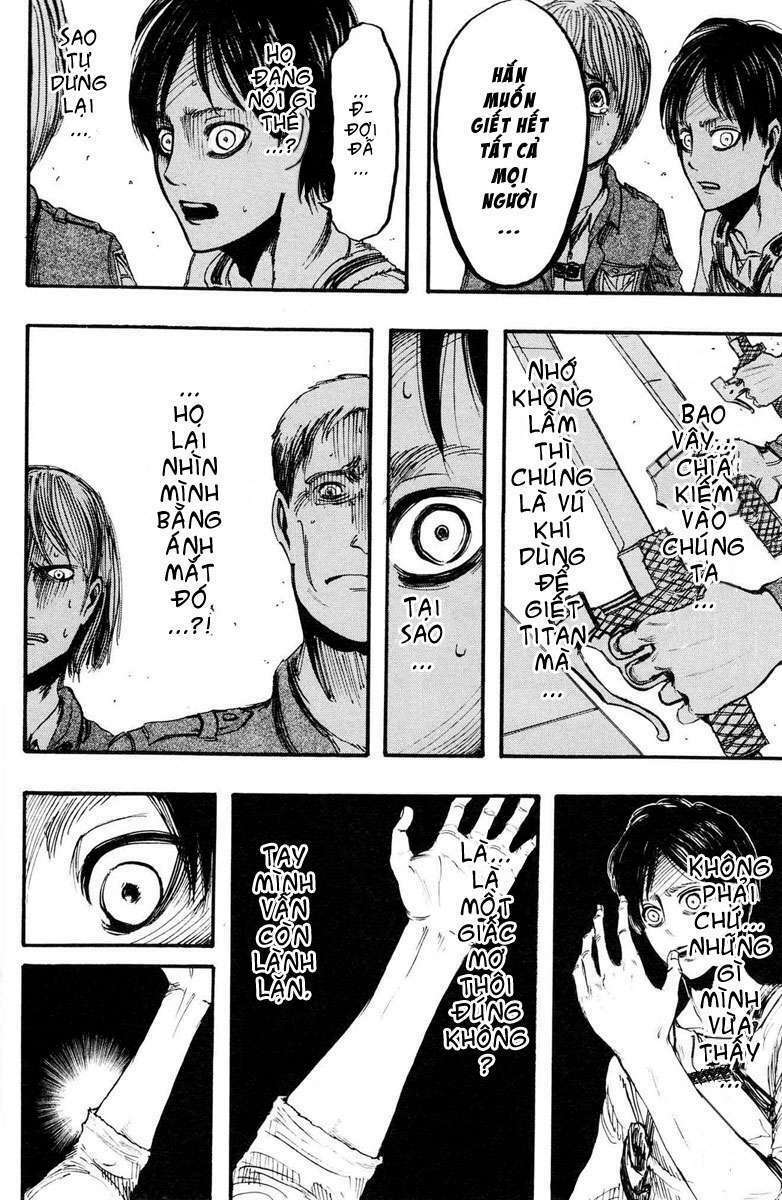 HẮN
MUỐN
GIẾT HẾT
TẤT CẢ
MỌI
NGƯỜI
...
...
Đ-
ĐỢI ĐÃ
...
HỌ
ĐANG
NÓI GÌ
THẾ
...?
SAO
TỰ
DƯNG
LẠI
...
BAO
VÂY...
CHĨA
KIẾM
VÀO
CHÚNG
TA
...
NHỚ
KHÔNG
LẦM
THÌ
CHÚNG
LÀ VŨ
KHÍ
DÙNG
ĐỂ
GIẾT
TITAN
MÀ
...
TẠI
SAO
...
...
HỌ
LẠI
NHÌN
MÌNH
BẰNG
ÁNH
MẮT
ĐÓ,
...?!
KHÔNG
PHẢI
CHỨ...
NHỮNG
GÌ
MÌNH
VỪA
THẤY
...
LÀ...
LÀ
MỘT
GIẤC
MƠ
THÔI
ĐÚNG
KHÔNG
?
TAY
MÌNH
VẪN
CÒN
LÀNH
LẶN.